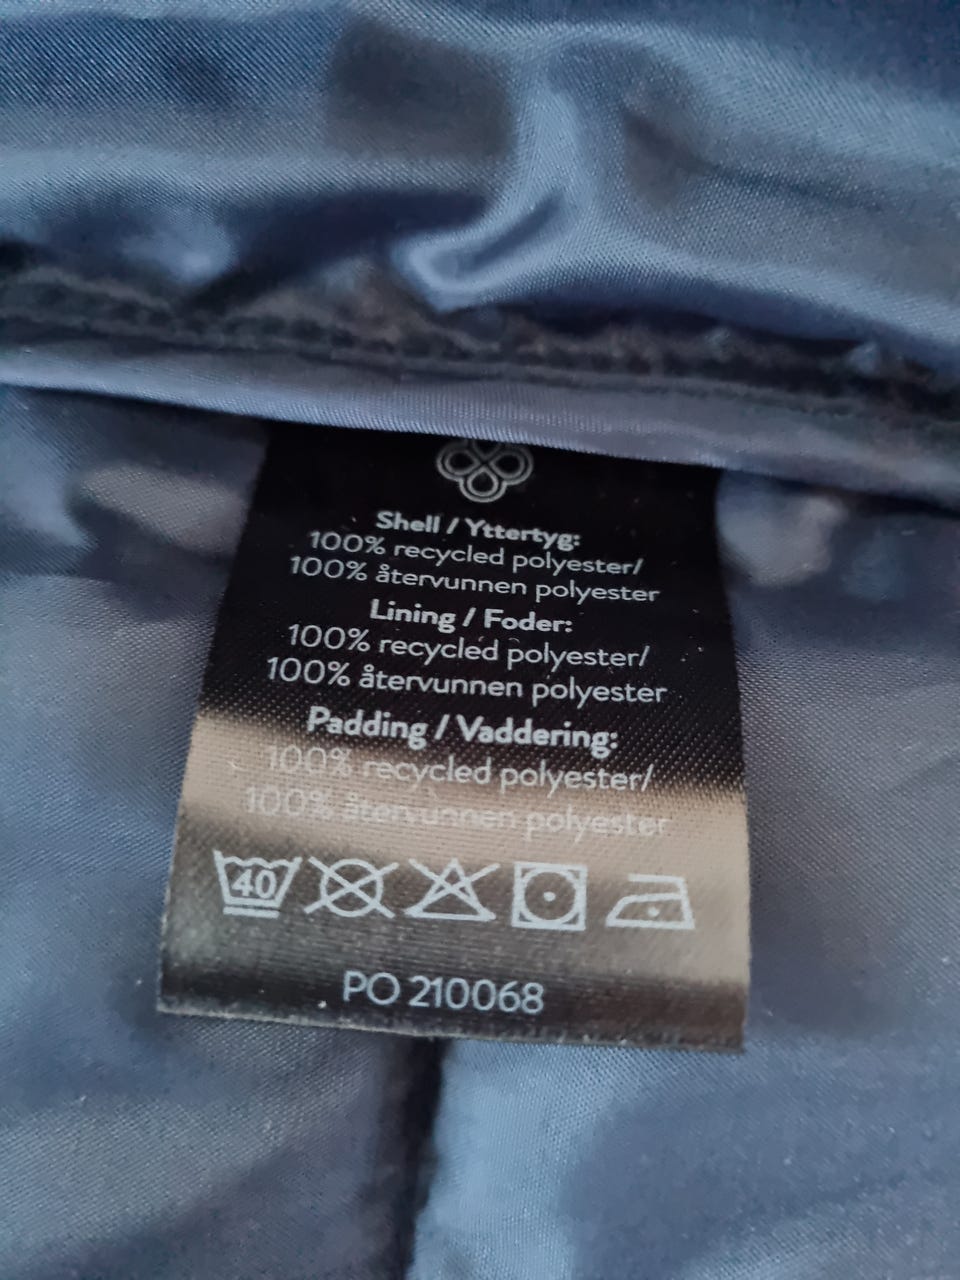 Shell / Yttertyg:
100% recycled polyester/
100% återvunnen polyester
Lining / Foder:
100% recycled polyester/
100% återvunnen polyester
Padding / Vaddering:
100% recycled polyester/
100% återvunnen polyester
40
PO 210068